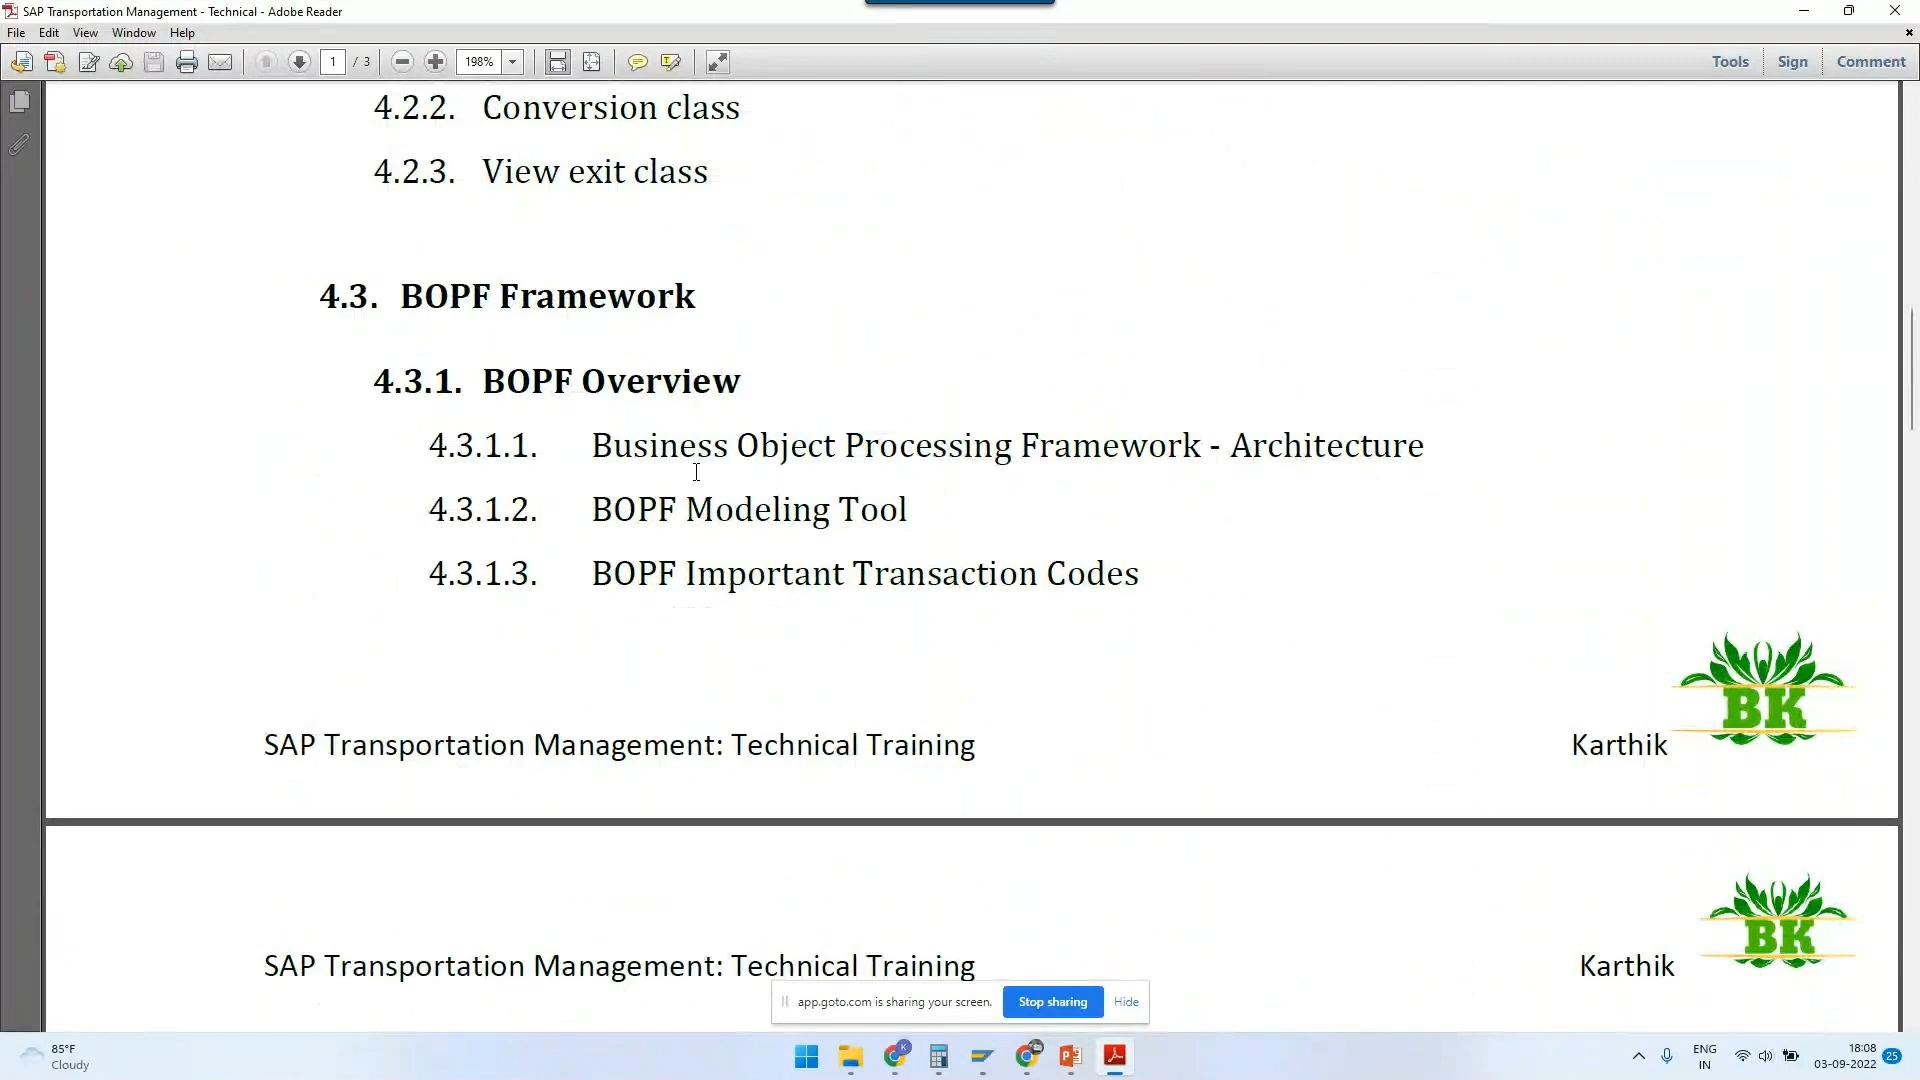 SAP Transportation Management - Technical - Adobe Reader
File Edit View Window Help
1 / 3 198% Tools Sign Comment
4.2.2. Conversion class
4.2.3. View exit class
4.3. BOPF Framework
4.3.1. BOPF Overview
4.3.1.1. Business Object Processing Framework - Architecture
4.3.1.2. BOPF Modeling Tool
4.3.1.3. BOPF Important Transaction Codes
BK
SAP Transportation Management: Technical Training Karthik
BK
SAP Transportation Management: Technical Training Karthik
app.goto.com is sharing your screen. Stop sharing Hide
85°F
Cloudy
ENG
IN
18:08
03-09-2022
25